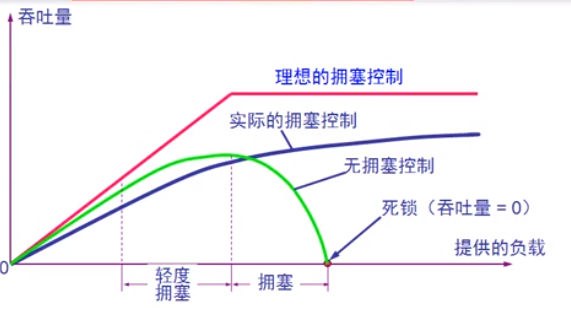 吞吐量
理想的拥塞控制
实际的拥塞控制
无拥塞控制
死锁（吞吐量 = 0）
提供的负载
0
轻度
拥塞
拥塞